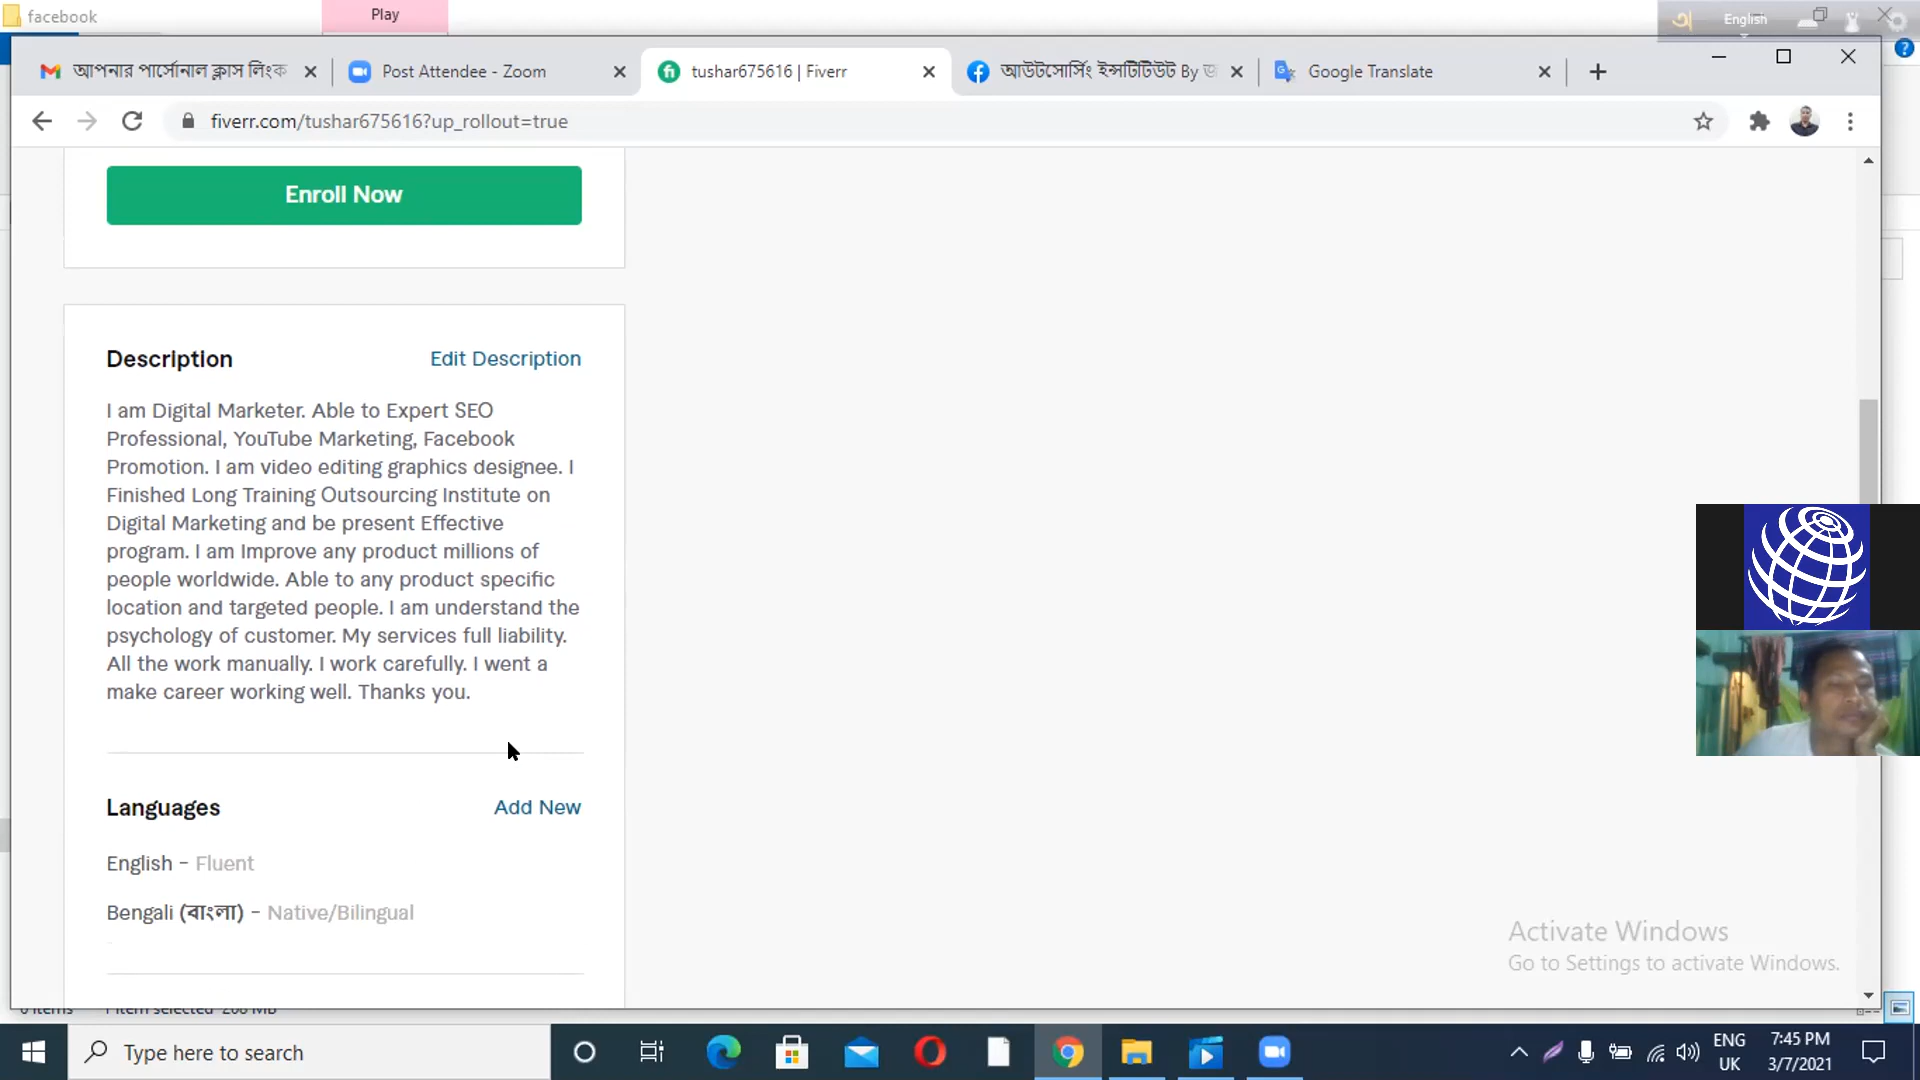 facebook
Play
English
আপনার পার্সোনাল ক্লাস লিংক
Post Attendee - Zoom
tushar675616 | Fiverr
আউটসোর্সিং ইন্সটিটিউট By জ
Google Translate
fiverr.com/tushar675616?up_rollout=true
Enroll Now
Description
Edit Description
I am Digital Marketer. Able to Expert SEO
Professional, YouTube Marketing, Facebook
Promotion. I am video editing graphics designee. I
Finished Long Training Outsourcing Institute on
Digital Marketing and be present Effective
program. I am Improve any product millions of
people worldwide. Able to any product specific
location and targeted people. I am understand the
psychology of customer. My services full liability.
All the work manually. I work carefully. I went a
make career working well. Thanks you.
Languages
Add New
English - Fluent
Bengali (বাংলা) - Native/Bilingual
Activate Windows
Go to Settings to activate Windows.
Type here to search
ENG
UK
7:45 PM
3/7/2021